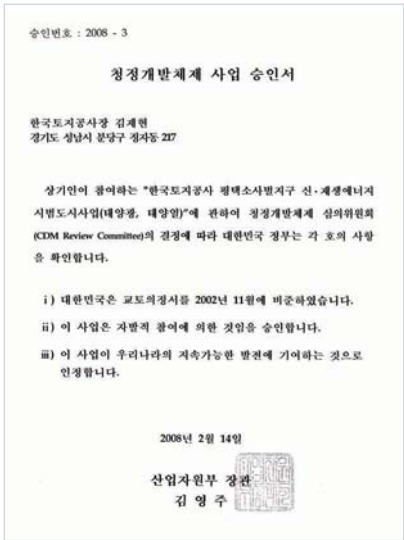 승인번호 : 2008 - 3
청정개발체제 사업 승인서
한국토지공사장 김재현
경기도 성남시 분당구 정자동 217
상기인이 참여하는 "한국토지공사 평택소사벌지구 신·재생에너지
시범도시사업(태양광, 태양열)"에 관하여 청정개발체제 심의위원회
(CDM Review Committee)의 결정에 따라 대한민국 정부는 각 호의 사항
을 확인합니다.
i) 대한민국은 교토의정서를 2002년 11월에 비준하였습니다.
ii) 이 사업은 자발적 참여에 의한 것임을 승인합니다.
iii) 이 사업이 우리나라의 지속가능한 발전에 기여하는 것으로
인정합니다.
2008년 2월 14일
산업자원부 장관
김 영 주